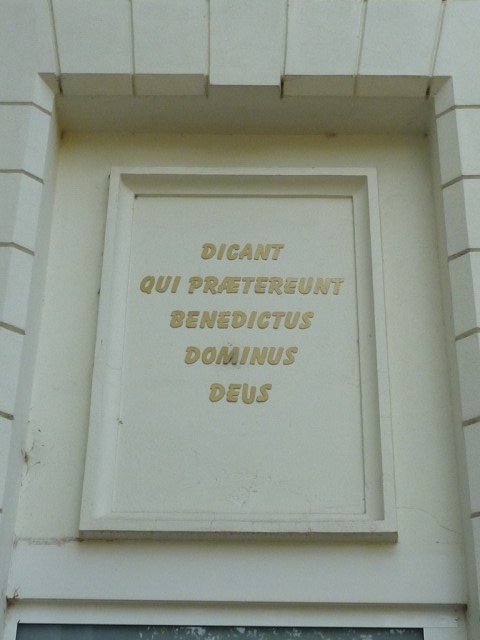 DICANT
QUI PRÆTEREUNT
BENEDICTUS
DOMINUS
DEUS